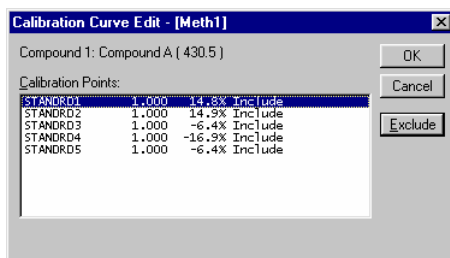 Calibration Curve Edit - [Meth1]
Compound 1: Compound A ( 430.5 )
OK
Calibration Points:
Cancel
STANDRD1 1.000 14.8% Include
STANDRD2 1.000 14.9% Include
STANDRD3 1.000 -6.4% Include
STANDRD4 1.000 -16.9% Include
STANDRD5 1.000 -6.4% Include
Exclude